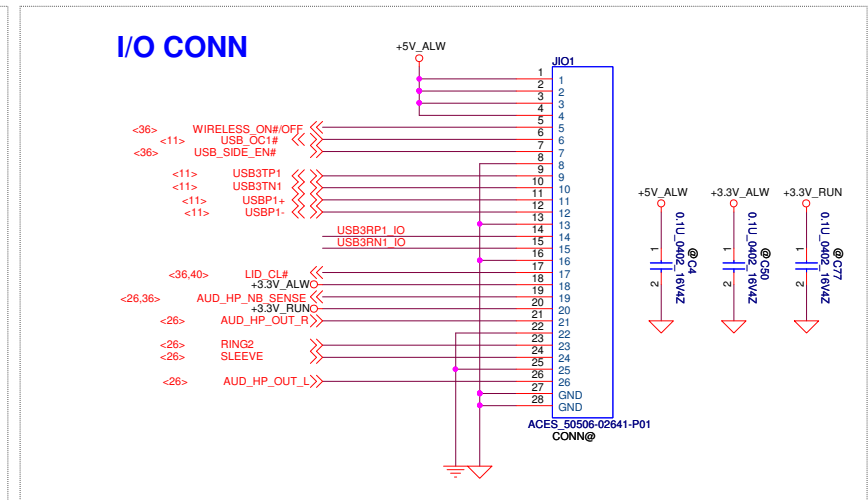 I/O CONN
+5V_ALW
JIO1
1 1
2 2
3 3
4 4
<36> WIRELESS_ON#/OFF 5 5
<11> USB_OC1# 6 6
<36> USB_SIDE_EN# 7 7
8 8
<11> USB3TP1 9 9
<11> USB3TN1 10 10
<11> USBP1+ 11 11
<11> USBP1- 12 12
13 13
USB3RP1_IO 14 14
USB3RN1_IO 15 15
16 16
<36,40> LID_CL# 17 17
+3.3V_ALW 18 18
<26,36> AUD_HP_NB_SENSE 19 19
+3.3V_RUN 20 20
<26> AUD_HP_OUT_R 21 21
22 22
<26> RING2 23 23
<26> SLEEVE 24 24
25 25
<26> AUD_HP_OUT_L 26 26
27 GND
28 GND
ACES_50506-02641-P01
CONN@
+5V_ALW +3.3V_ALW +3.3V_RUN
1 1 1
2 2 2
0.1U_0402_16V4Z
@C4
0.1U_0402_16V4Z
@C50
0.1U_0402_16V4Z
@C77